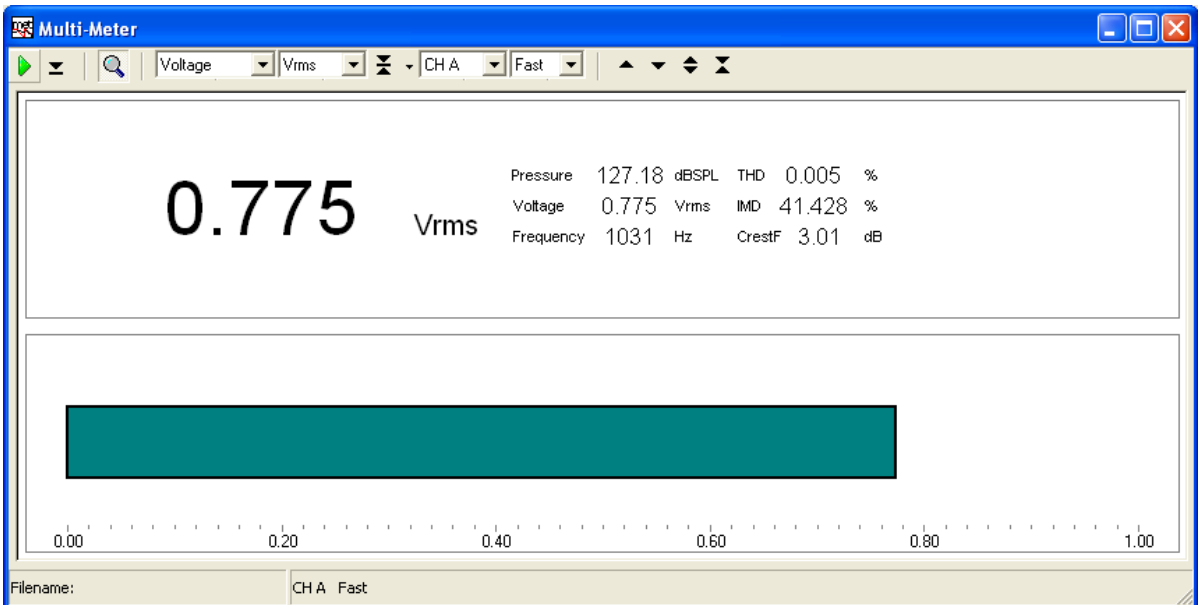 Multi-Meter
Voltage Vrms CH A Fast
0.775 Vrms
Pressure 127.18 dBSPL THD 0.005 %
Voltage 0.775 Vrms IMD 41.428 %
Frequency 1031 Hz CrestF 3.01 dB
0.00 0.20 0.40 0.60 0.80 1.00
Filename: CH A Fast